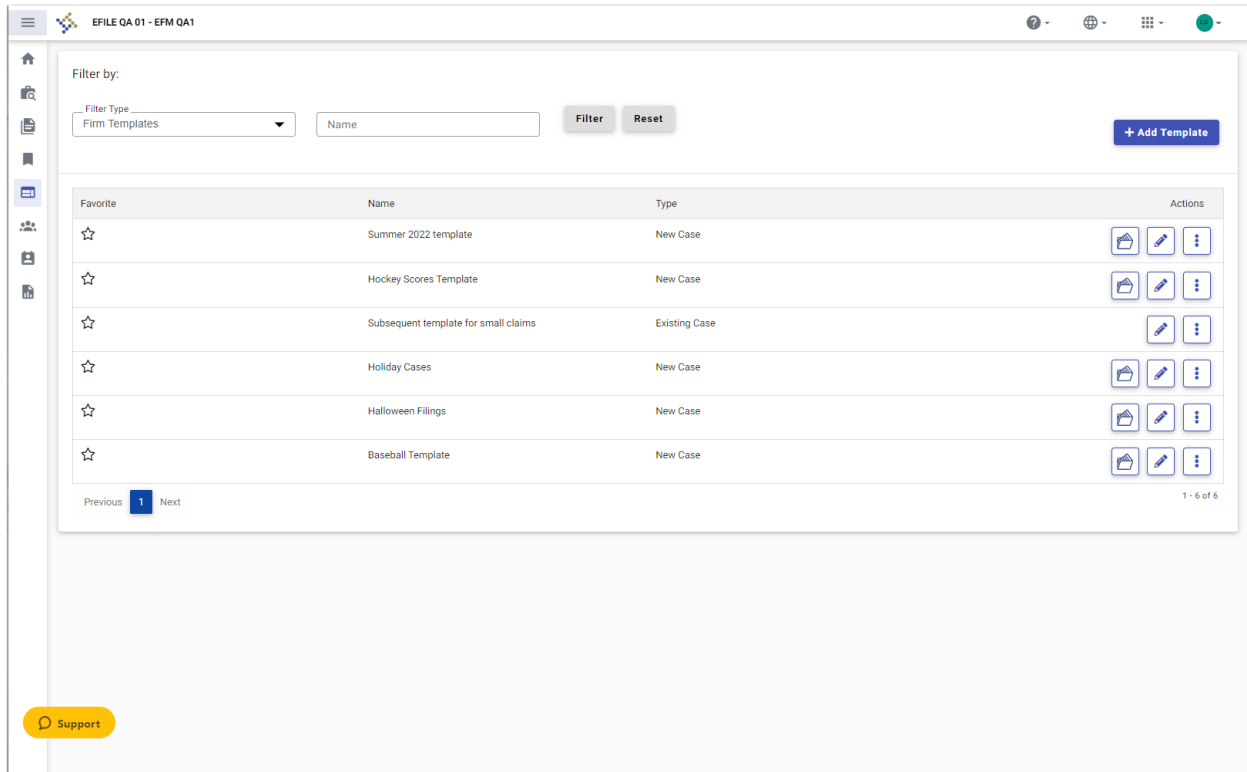 EFILE QA 01 - EFM QA1
LG
Filter by:
Filter Type
Firm Templates
Name
Filter
Reset
+ Add Template
Favorite Name Type Actions
Summer 2022 template New Case
Hockey Scores Template New Case
Subsequent template for small claims Existing Case
Holiday Cases New Case
Halloween Filings New Case
Baseball Template New Case
Previous 1 Next 1 - 6 of 6
Support